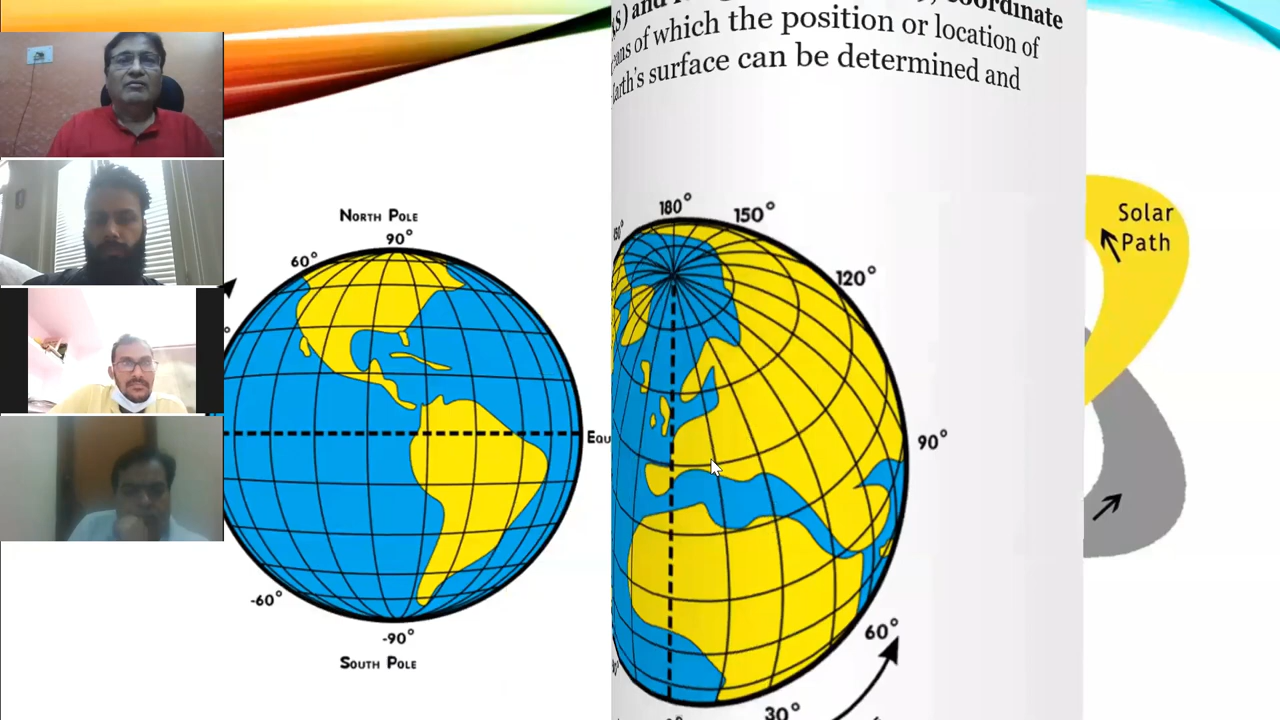 and
coordinate
of which the position or location of
surface can be determined and
NORTH POLE
90°
60°
-60°
-90°
SOUTH POLE
180°
150°
120°
90°
60°
30°
Solar
Path